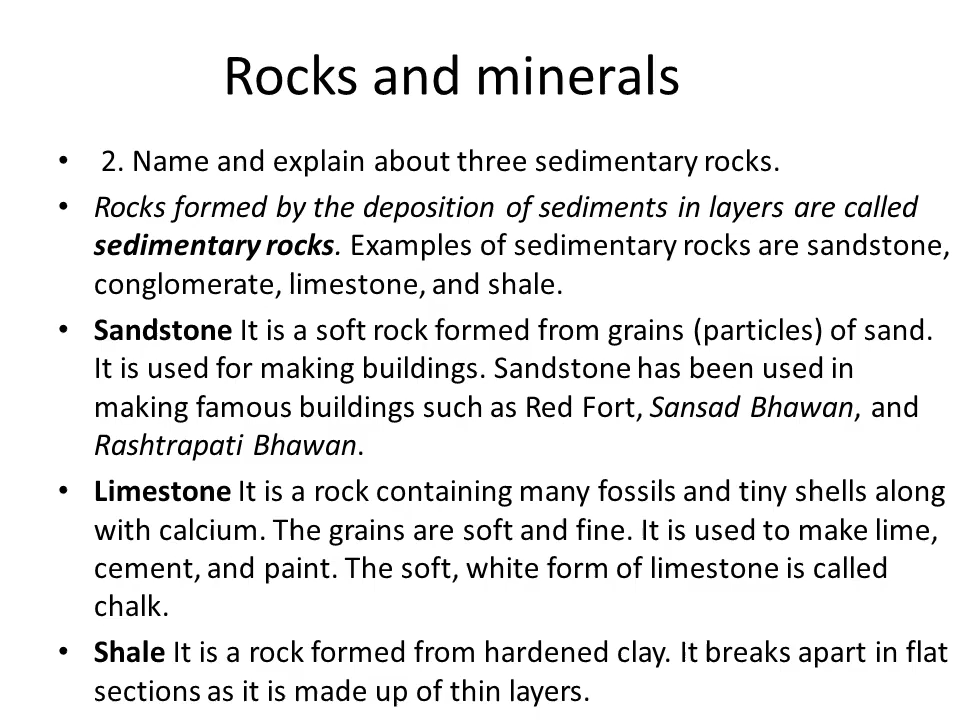 Rocks and minerals
• 2. Name and explain about three sedimentary rocks.
• Rocks formed by the deposition of sediments in layers are called
sedimentary rocks. Examples of sedimentary rocks are sandstone,
conglomerate, limestone, and shale.
• Sandstone It is a soft rock formed from grains (particles) of sand.
It is used for making buildings. Sandstone has been used in
making famous buildings such as Red Fort, Sansad Bhawan, and
Rashtrapati Bhawan.
• Limestone It is a rock containing many fossils and tiny shells along
with calcium. The grains are soft and fine. It is used to make lime,
cement, and paint. The soft, white form of limestone is called
chalk.
• Shale It is a rock formed from hardened clay. It breaks apart in flat
sections as it is made up of thin layers.